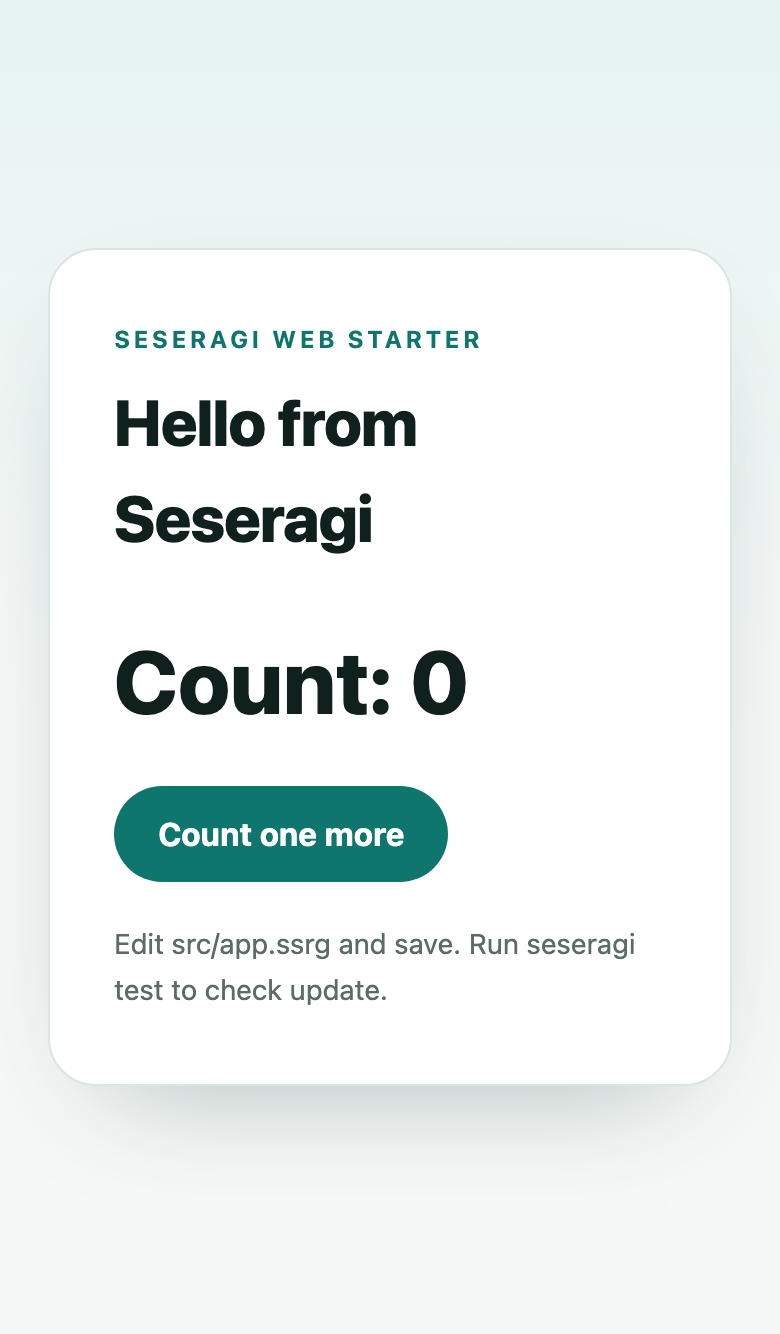 SESERAGI WEB STARTER
Hello from
Seseragi
Count: 0
Count one more
Edit src/app.ssrg and save. Run seseragi
test to check update.